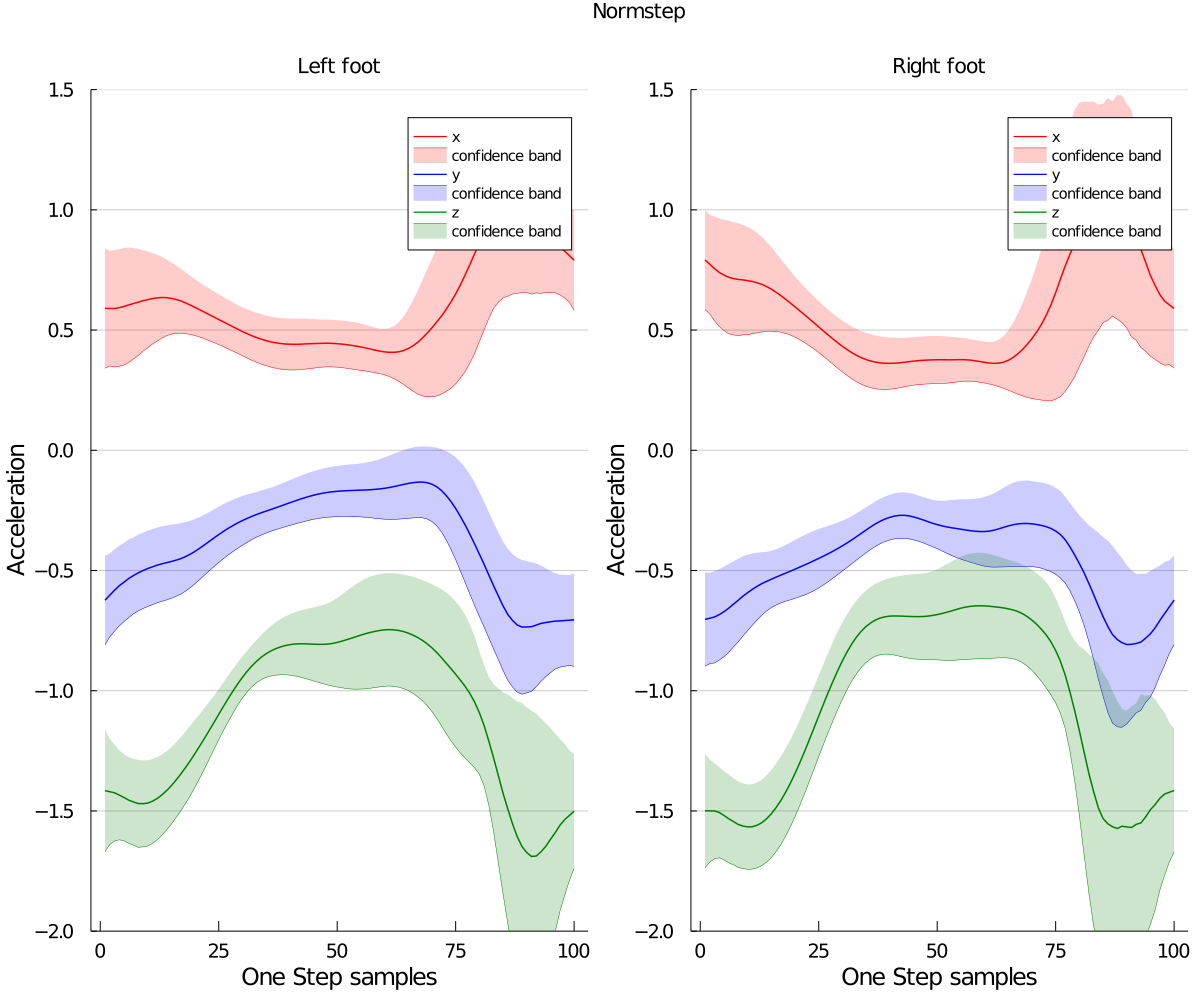 Normstep
Left foot
Right foot
1.5
1.0
0.5
0.0
−0.5
−1.0
−1.5
−2.0
Acceleration
x
confidence band
y
confidence band
z
confidence band
0 25 50 75 100
One Step samples
1.5
1.0
0.5
0.0
−0.5
−1.0
−1.5
−2.0
Acceleration
x
confidence band
y
confidence band
z
confidence band
0 25 50 75 100
One Step samples